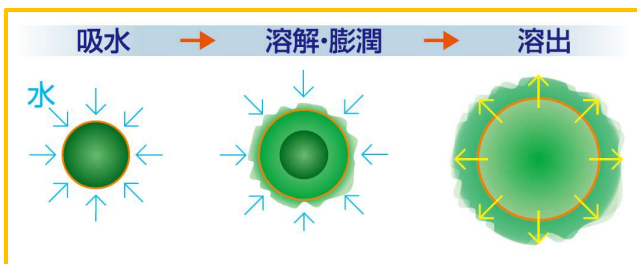 吸水 → 溶解・膨潤 → 溶出
水